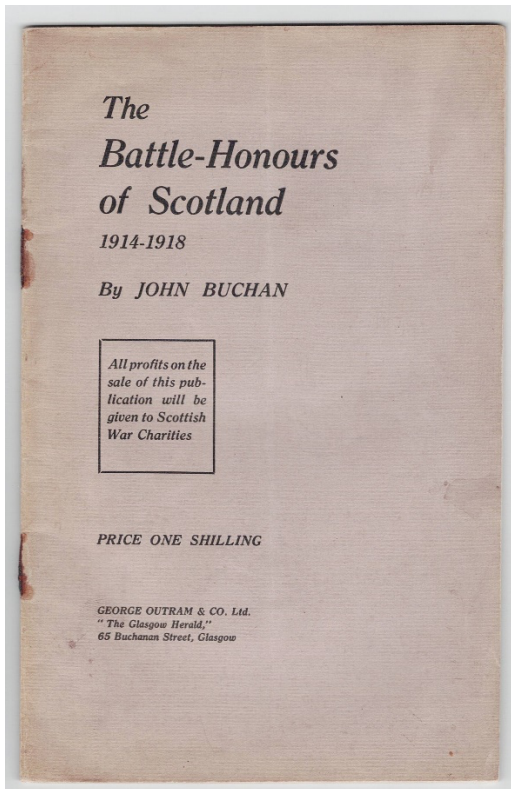 The
Battle-Honours
of Scotland
1914-1918
By JOHN BUCHAN
All profits on the
sale of this pub-
lication will be
given to Scottish
War Charities
PRICE ONE SHILLING
GEORGE OUTRAM & CO. Ltd.
" The Glasgow Herald,"
65 Buchanan Street, Glasgow